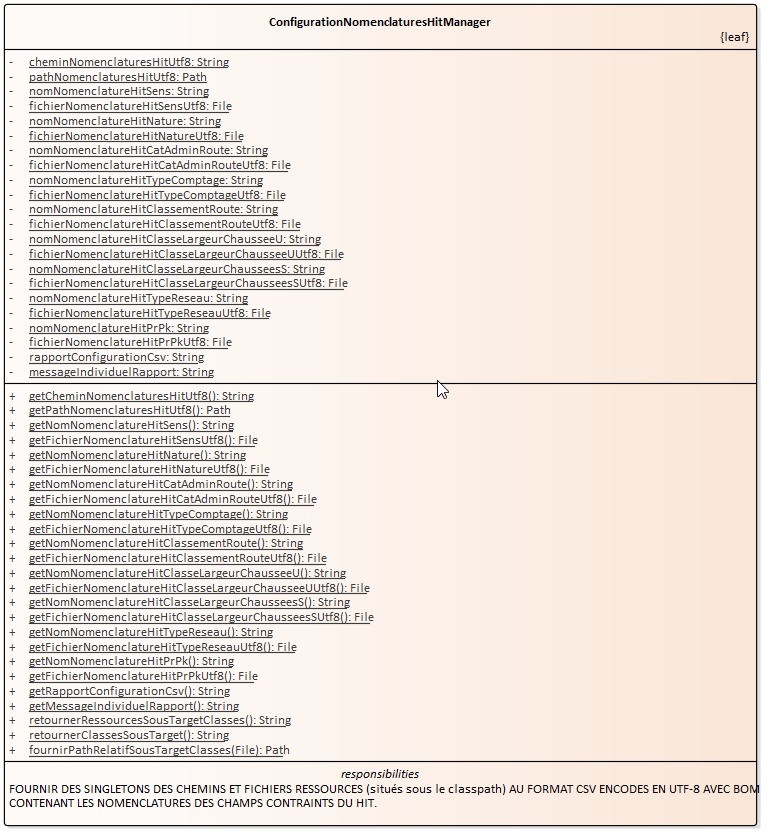 ConfigurationNomenclaturesHitManager
{leaf}
- cheminNomenclaturesHitUtf8: String
- pathNomenclaturesHitUtf8: Path
- nomNomenclatureHitSens: String
- fichierNomenclatureHitSensUtf8: File
- nomNomenclatureHitNature: String
- fichierNomenclatureHitNatureUtf8: File
- nomNomenclatureHitCatAdminRoute: String
- fichierNomenclatureHitCatAdminRouteUtf8: File
- nomNomenclatureHitTypeComptage: String
- fichierNomenclatureHitTypeComptageUtf8: File
- nomNomenclatureHitClassementRoute: String
- fichierNomenclatureHitClassementRouteUtf8: File
- nomNomenclatureHitClasseLargeurChausseeU: String
- fichierNomenclatureHitClasseLargeurChausseeUUtf8: File
- nomNomenclatureHitClasseLargeurChausseesS: String
- fichierNomenclatureHitClasseLargeurChausseesSUtf8: File
- nomNomenclatureHitTypeReseau: String
- fichierNomenclatureHitTypeReseauUtf8: File
- nomNomenclatureHitPrPk: String
- fichierNomenclatureHitPrPkUtf8: File
- rapportConfigurationCsv: String
- messageIndividuelRapport: String
+ getCheminNomenclaturesHitUtf8(): String
+ getPathNomenclaturesHitUtf8(): Path
+ getNomNomenclatureHitSens(): String
+ getFichierNomenclatureHitSensUtf8(): File
+ getNomNomenclatureHitNature(): String
+ getFichierNomenclatureHitNatureUtf8(): File
+ getNomNomenclatureHitCatAdminRoute(): String
+ getFichierNomenclatureHitCatAdminRouteUtf8(): File
+ getNomNomenclatureHitTypeComptage(): String
+ getFichierNomenclatureHitTypeComptageUtf8(): File
+ getNomNomenclatureHitClassementRoute(): String
+ getFichierNomenclatureHitClassementRouteUtf8(): File
+ getNomNomenclatureHitClasseLargeurChausseeU(): String
+ getFichierNomenclatureHitClasseLargeurChausseeUUtf8(): File
+ getNomNomenclatureHitClasseLargeurChausseesS(): String
+ getFichierNomenclatureHitClasseLargeurChausseesSUtf8(): File
+ getNomNomenclatureHitTypeReseau(): String
+ getFichierNomenclatureHitTypeReseauUtf8(): File
+ getNomNomenclatureHitPrPk(): String
+ getFichierNomenclatureHitPrPkUtf8(): File
+ getRapportConfigurationCsv(): String
+ getMessageIndividuelRapport(): String
+ retournerRessourcesSousTargetClasses(): String
+ retournerClassesSousTarget(): String
+ fournirPathRelatifSousTargetClasses(File): Path
responsibilities
FOURNIR DES SINGLETONS DES CHEMINS ET FICHIERS RESSOURCES (situés sous le classpath) AU FORMAT CSV ENCODES EN UTF-8 AVEC BOM
CONTENANT LES NOMENCLATURES DES CHAMPS CONTRAINTS DU HIT.